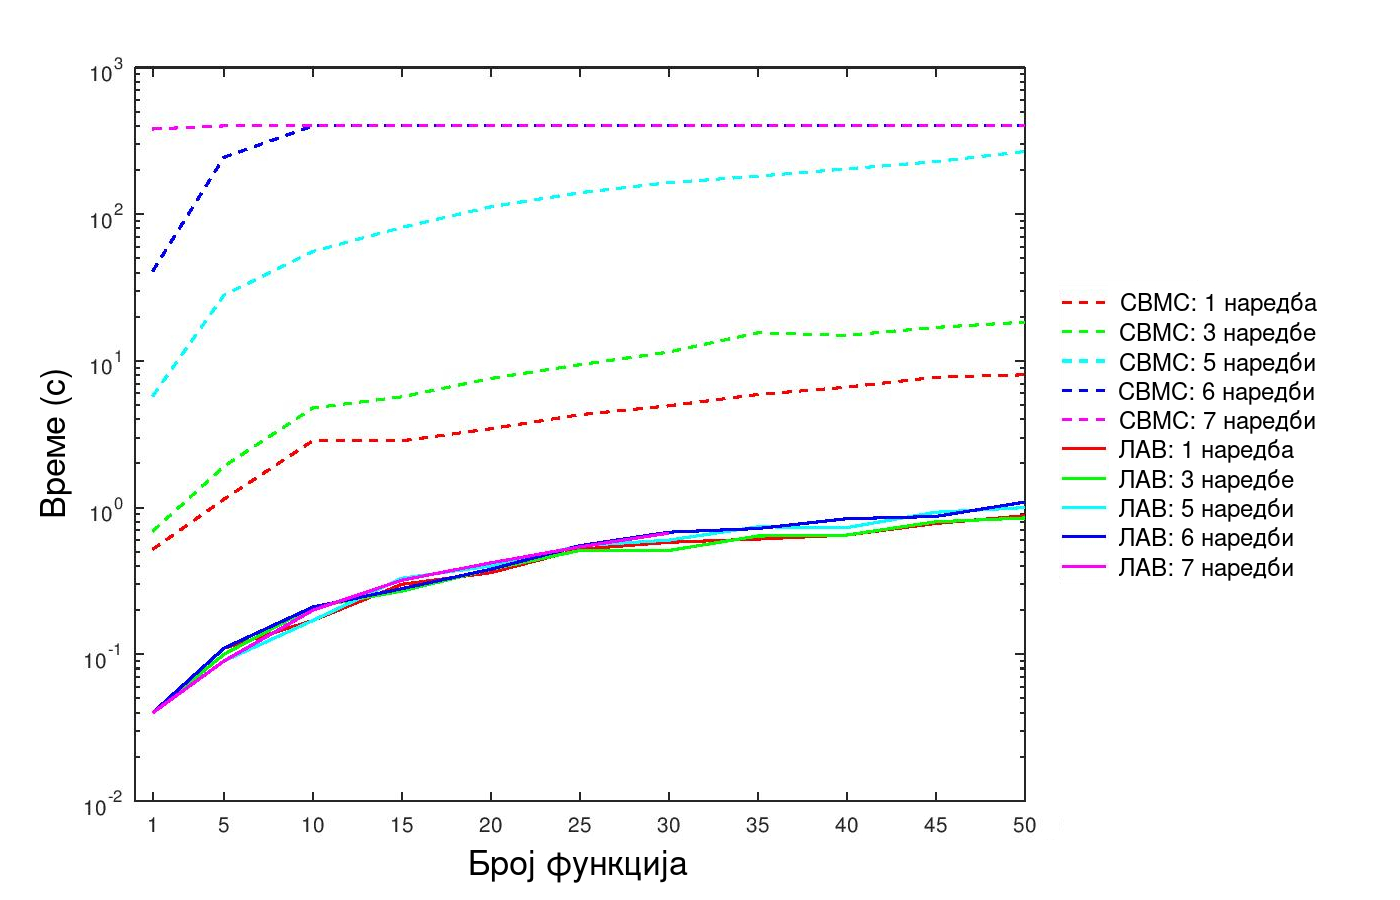 10^3
10^2
10^1
10^0
10^-1
10^-2
Време (с)
1 5 10 15 20 25 30 35 40 45 50
Број функција
СВМС: 1 наредба
СВМС: 3 наредбе
СВМС: 5 наредби
СВМС: 6 наредби
СВМС: 7 наредби
ЛАВ: 1 наредба
ЛАВ: 3 наредбе
ЛАВ: 5 наредби
ЛАВ: 6 наредби
ЛАВ: 7 наредби